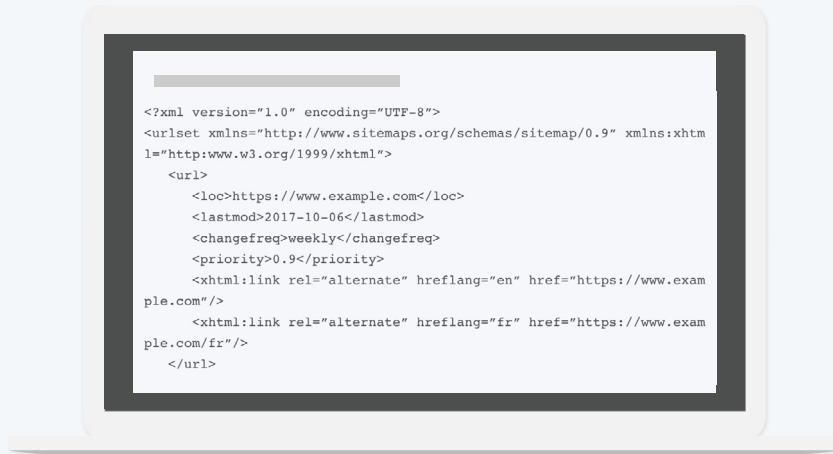 <?xml version="1.0" encoding="UTF-8">
<urlset xmlns="http://www.sitemaps.org/schemas/sitemap/0.9" xmlns:xhtm
l="http:www.w3.org/1999/xhtml">
<url>
<loc>https://www.example.com</loc>
<lastmod>2017-10-06</lastmod>
<changefreq>weekly</changefreq>
<priority>0.9</priority>
<xhtml:link rel="alternate" hreflang="en" href="https://www.exam
ple.com"/>
<xhtml:link rel="alternate" hreflang="fr" href="https://www.exam
ple.com/fr"/>
</url>